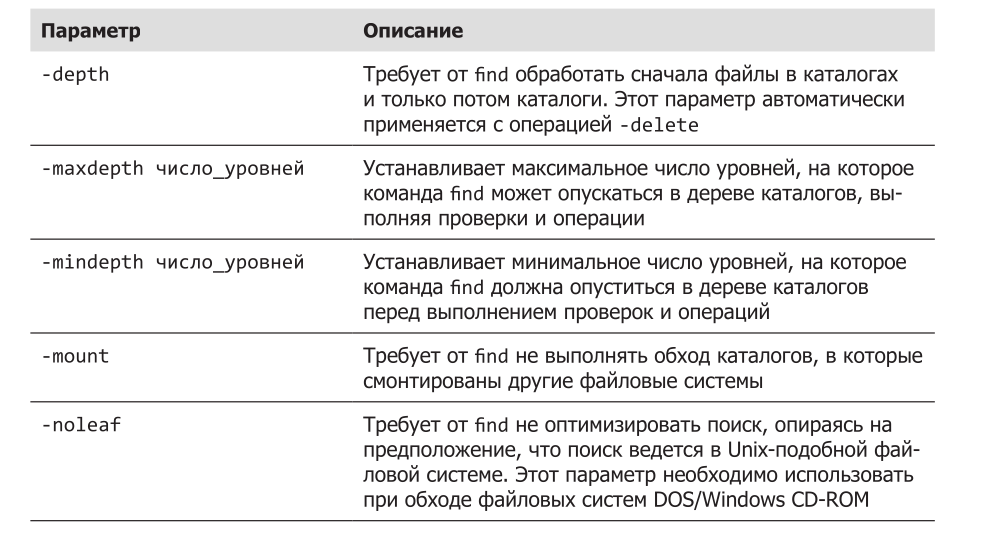 Параметр Описание
-depth Требует от find обработать сначала файлы в каталогах
и только потом каталоги. Этот параметр автоматически
применяется с операцией -delete
-maxdepth число_уровней Устанавливает максимальное число уровней, на которое
команда find может опускаться в дереве каталогов, вы-
полняя проверки и операции
-mindepth число_уровней Устанавливает минимальное число уровней, на которое
команда find должна опуститься в дереве каталогов
перед выполнением проверок и операций
-mount Требует от find не выполнять обход каталогов, в которые
смонтированы другие файловые системы
-noleaf Требует от find не оптимизировать поиск, опираясь на
предположение, что поиск ведется в Unix-подобной фай-
ловой системе. Этот параметр необходимо использовать
при обходе файловых систем DOS/Windows CD-ROM